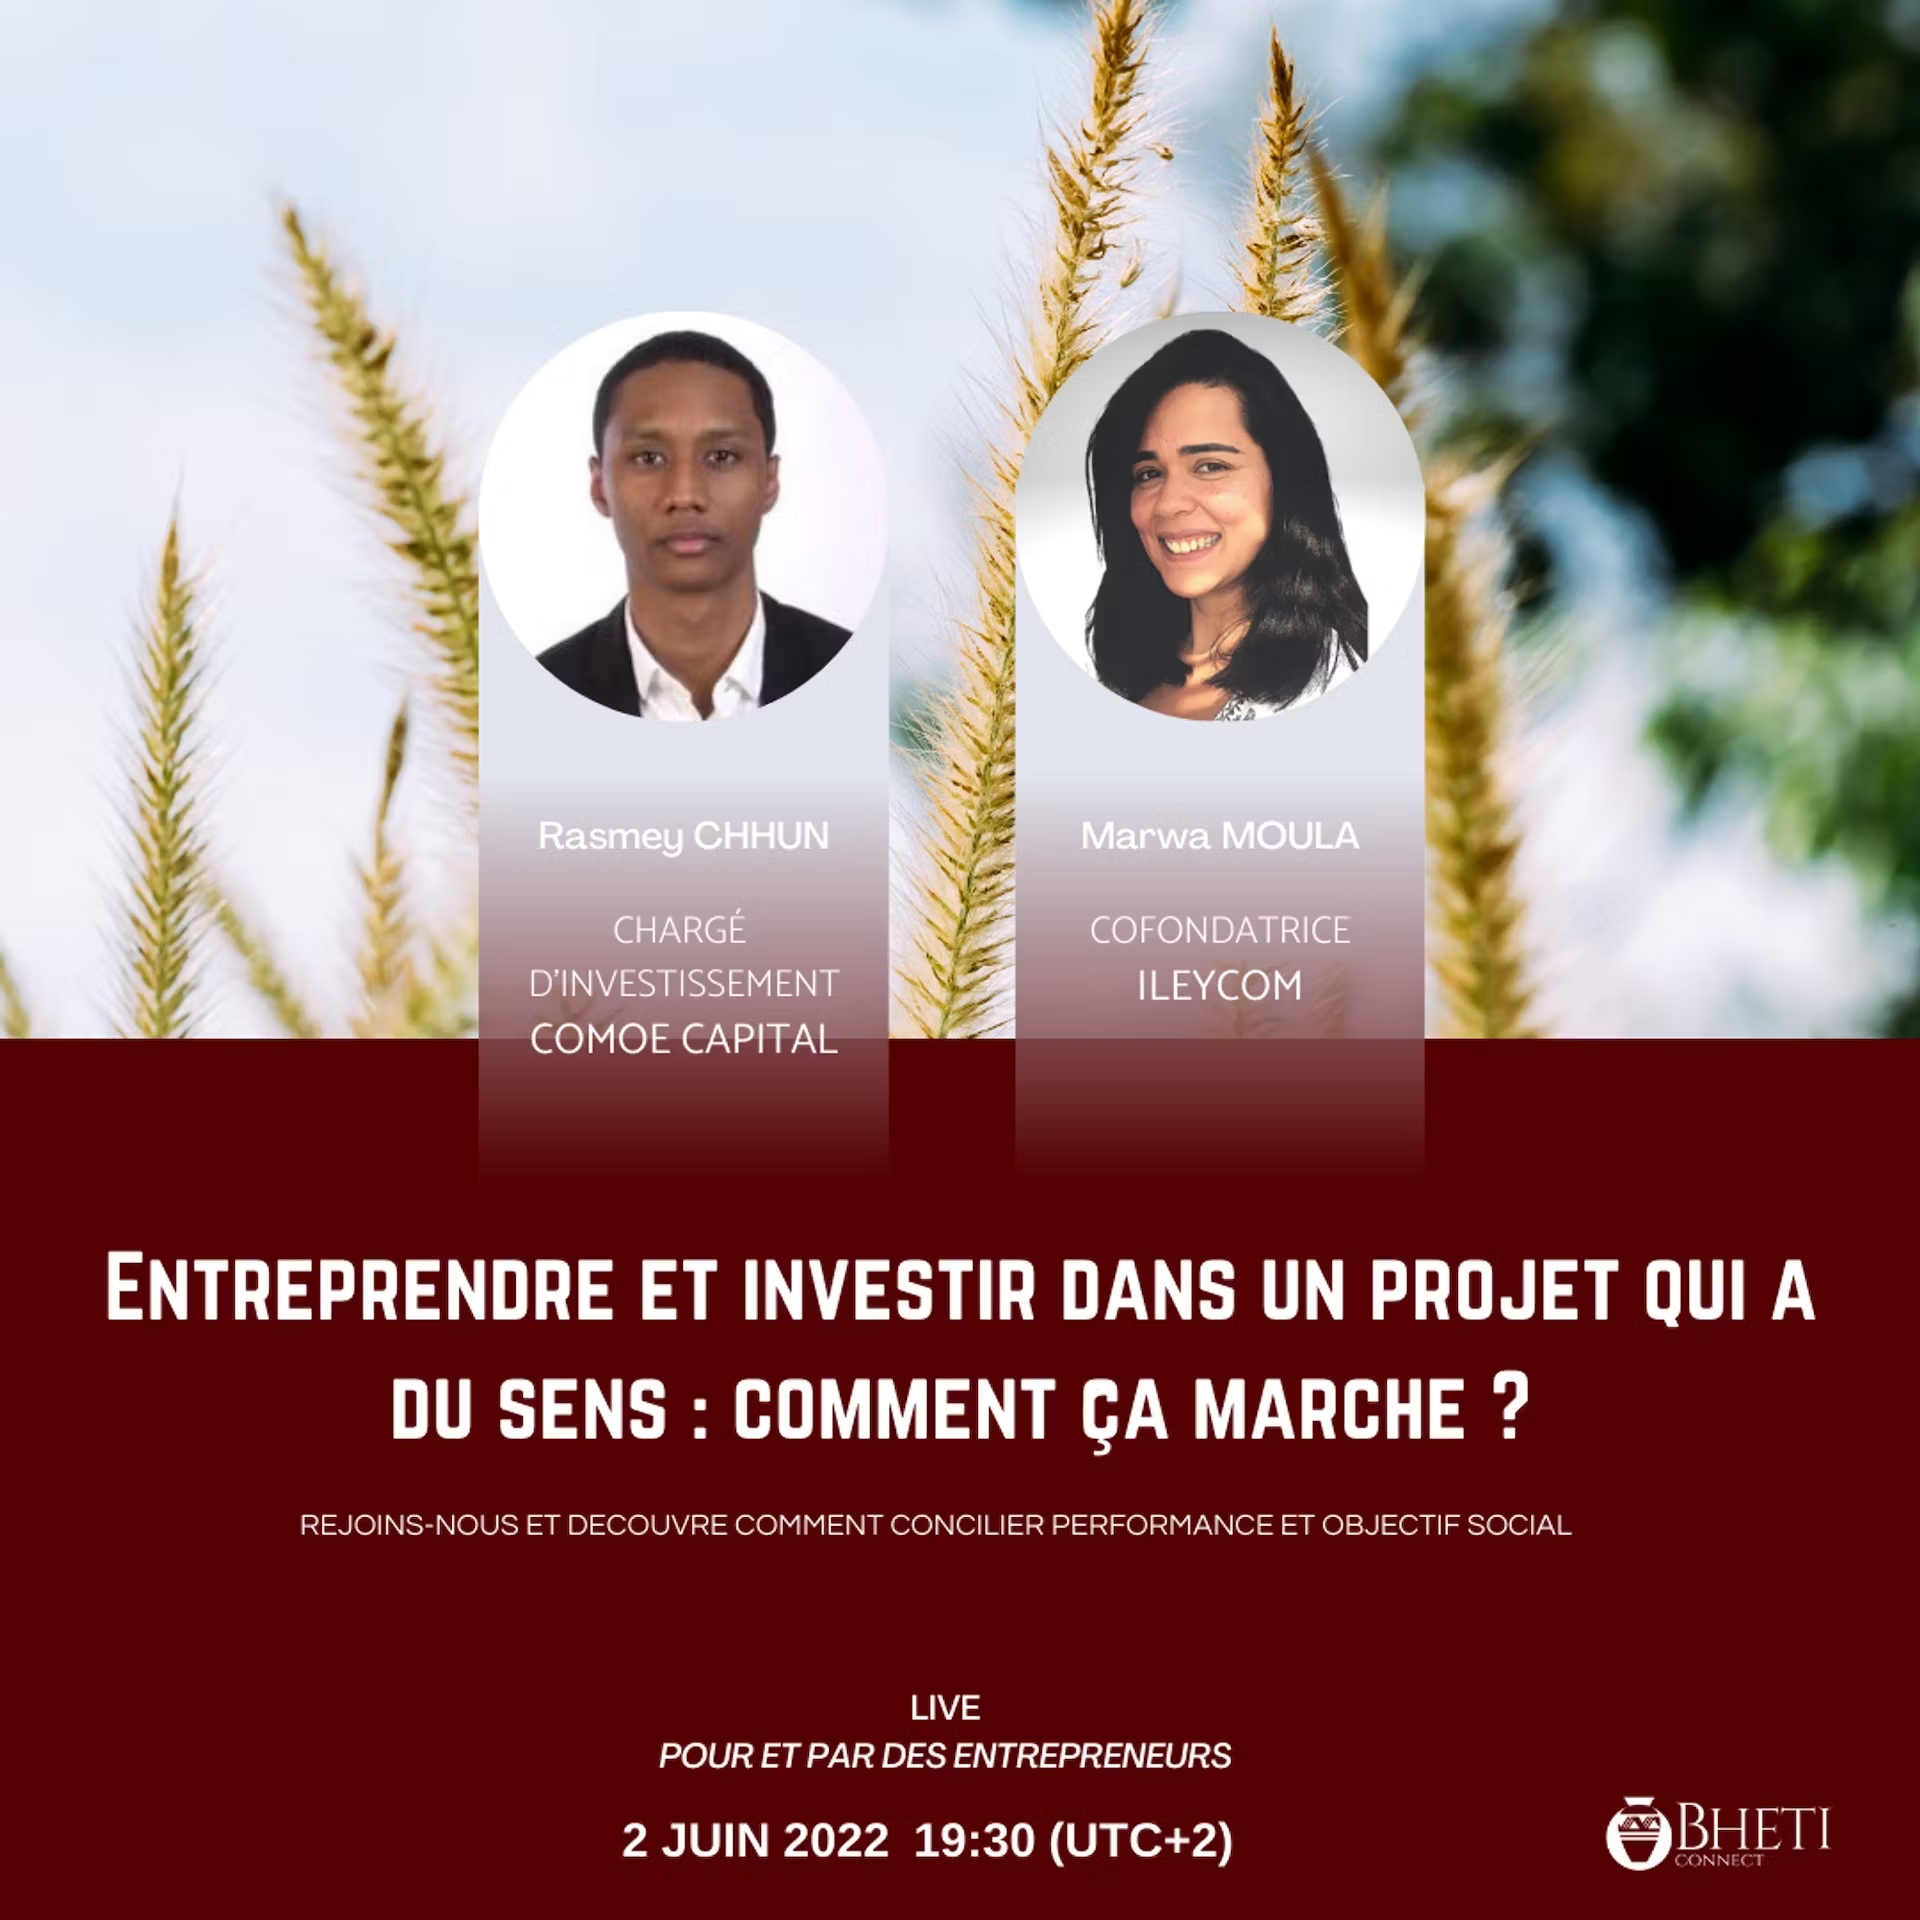 Rasmey CHHUN
CHARGÉ
D'INVESTISSEMENT
COMOE CAPITAL
Marwa MOULA
COFONDATRICE
ILEYCOM
ENTREPRENDRE ET INVESTIR DANS UN PROJET QUI A
DU SENS : COMMENT ÇA MARCHE ?
REJOINS-NOUS ET DECOUVRE COMMENT CONCILIER PERFORMANCE ET OBJECTIF SOCIAL
LIVE
POUR ET PAR DES ENTREPRENEURS
2 JUIN 2022 19:30 (UTC+2)
BHETI
CONNECT